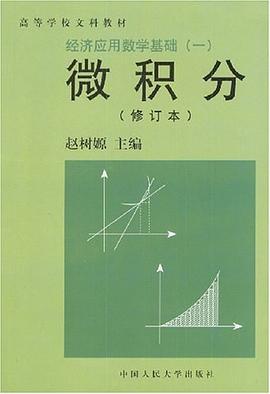 高等学校文科教材
经济应用数学基础（一）
微积分
（修订本）
赵树嫄 主编
中国人民大学出版社